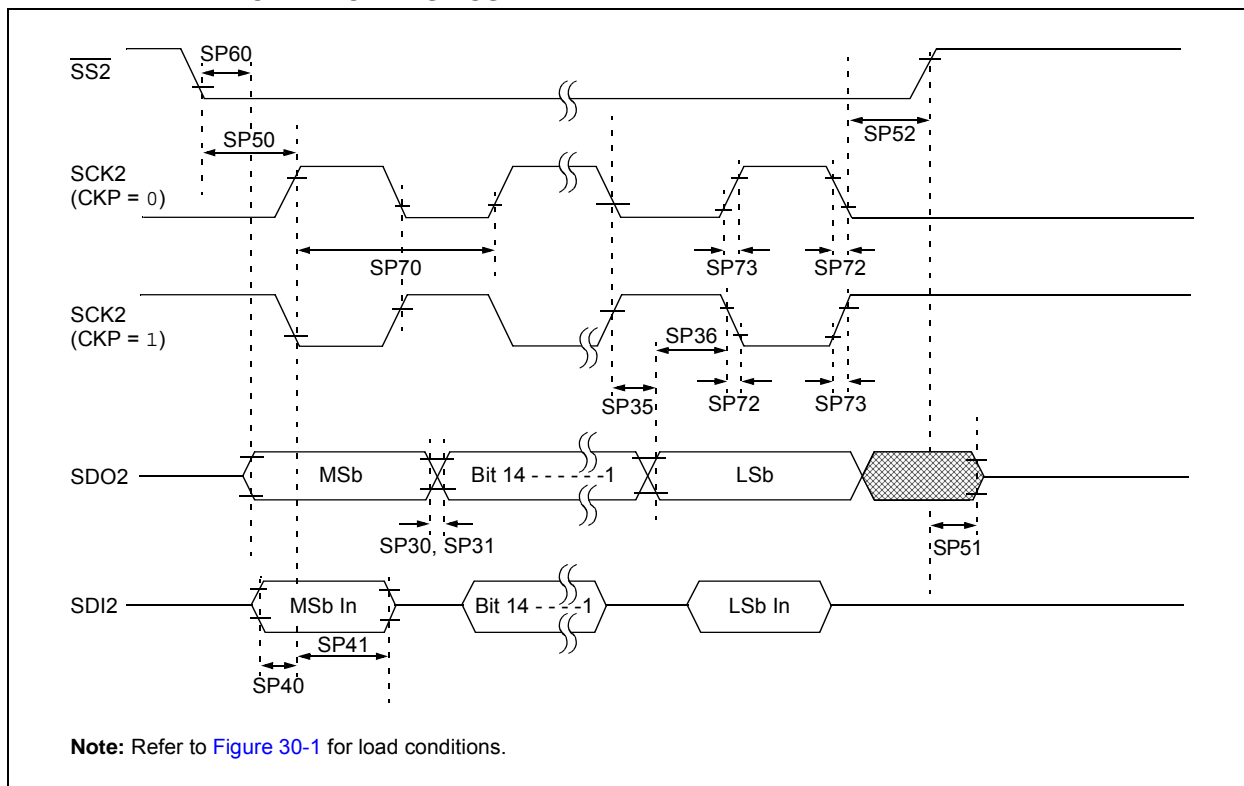 SP60
SS2
SP50
SP52
SCK2
(CKP = 0)
SP70
SP73
SP72
SCK2
(CKP = 1)
SP36
SP35
SP72
SP73
SDO2
MSb
Bit 14 - - - - - -1
LSb
SP30, SP31
SP51
SDI2
MSb In
Bit 14 - - - -1
LSb In
SP41
SP40
Note: Refer to Figure 30-1 for load conditions.